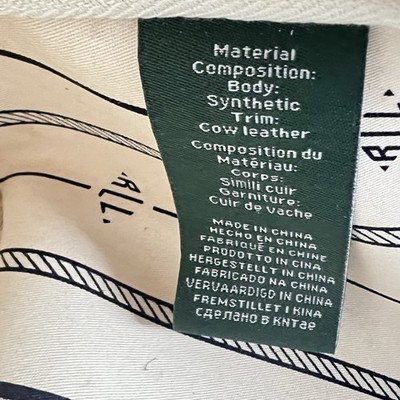 Material
Composition:
Body:
Synthetic
Trim:
Cow leather
Composition du
Matěriau:
Corps:
Simili cuir
Garniture:
Cuir de vache
MADE IN CHINA
HECHO EN CHINA
FABRIQUÉ EN CHINE
PRODOTTO IN CINA
HERGESTELLT IN CHINA
FABRICADO NA CHINA
VERVAARDIGD IN CHINA
FREMSTILLET I KINA
СДЕЛАНО В КНТАЕ